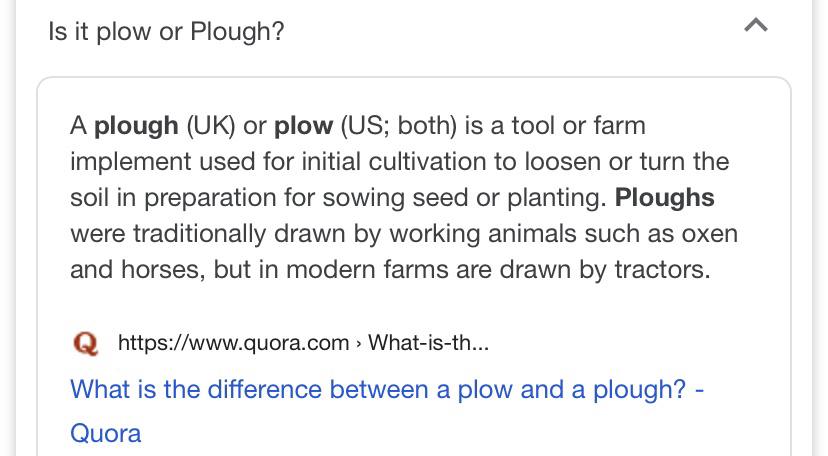 Is it plow or Plough?
A plough (UK) or plow (US; both) is a tool or farm
implement used for initial cultivation to loosen or turn the
soil in preparation for sowing seed or planting. Ploughs
were traditionally drawn by working animals such as oxen
and horses, but in modern farms are drawn by tractors.
Q https://www.quora.com › What-is-th...
What is the difference between a plow and a plough? -
Quora